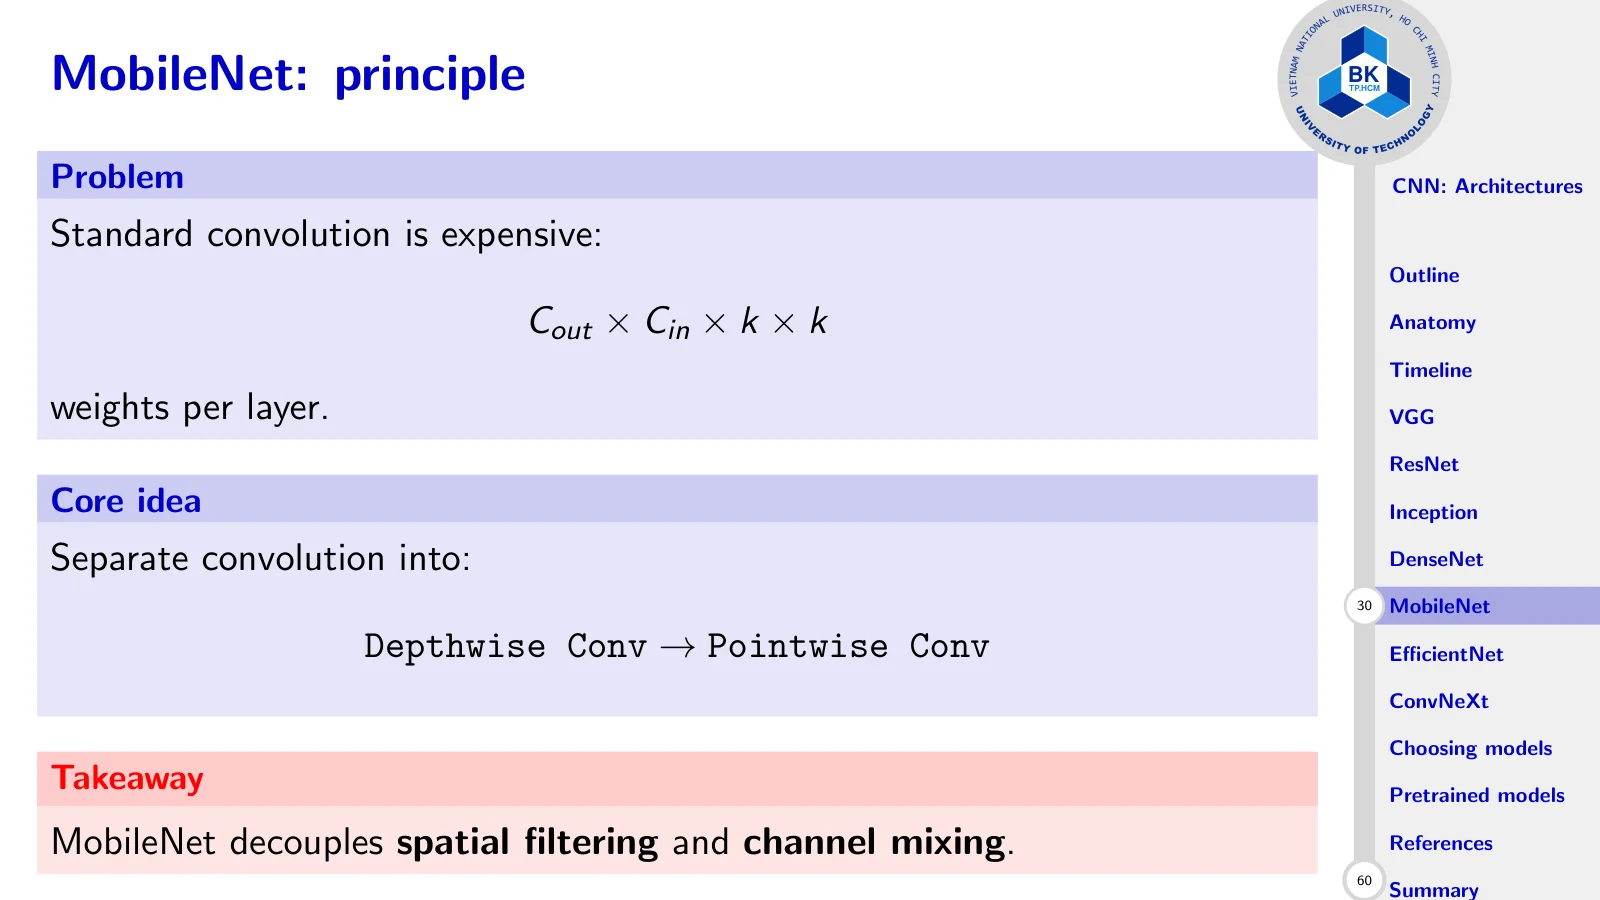 MobileNet: principle
Problem
Standard convolution is expensive:
C_out × C_in × k × k
weights per layer.
Core idea
Separate convolution into:
Depthwise Conv → Pointwise Conv
Takeaway
MobileNet decouples spatial filtering and channel mixing.
VIETNAM NATIONAL UNIVERSITY, HO CHI MINH CITY
BK
TP.HCM
UNIVERSITY OF TECHNOLOGY
CNN: Architectures
Outline
Anatomy
Timeline
VGG
ResNet
Inception
DenseNet
30 MobileNet
EfficientNet
ConvNeXt
Choosing models
Pretrained models
References
60 Summary